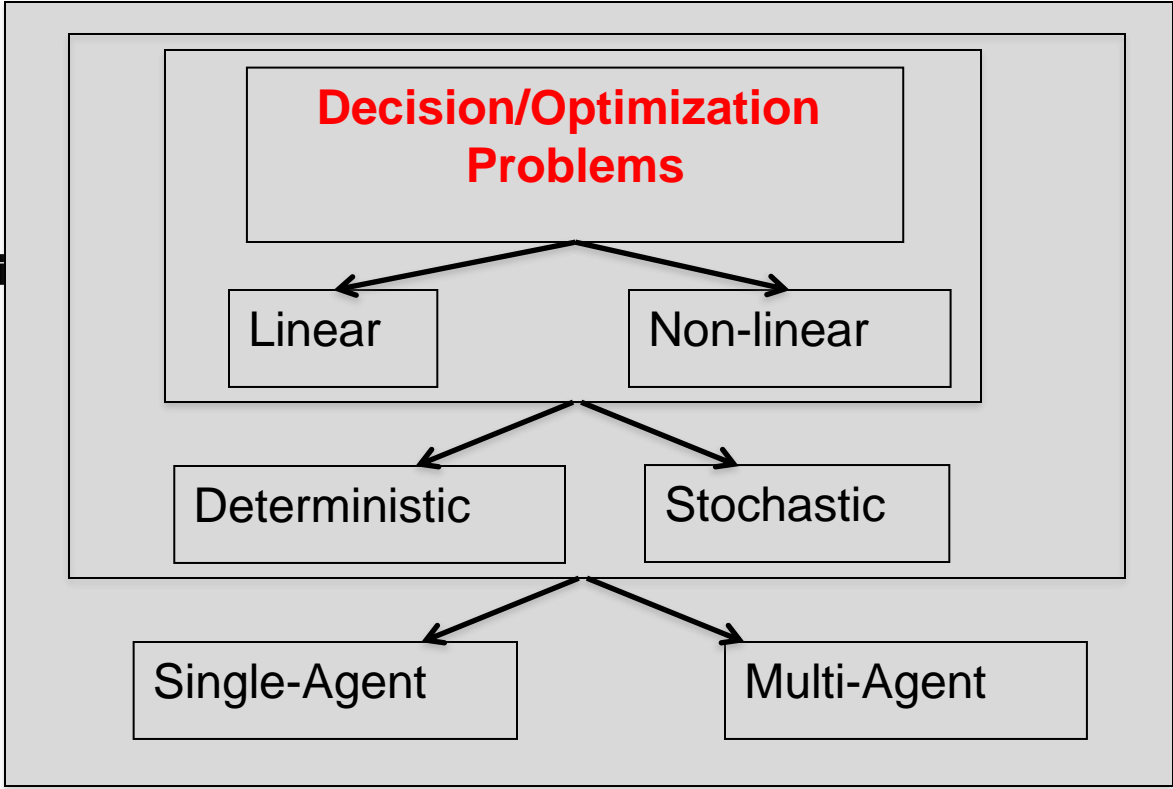 Decision/Optimization
Problems
Linear
Non-linear
Deterministic
Stochastic
Single-Agent
Multi-Agent